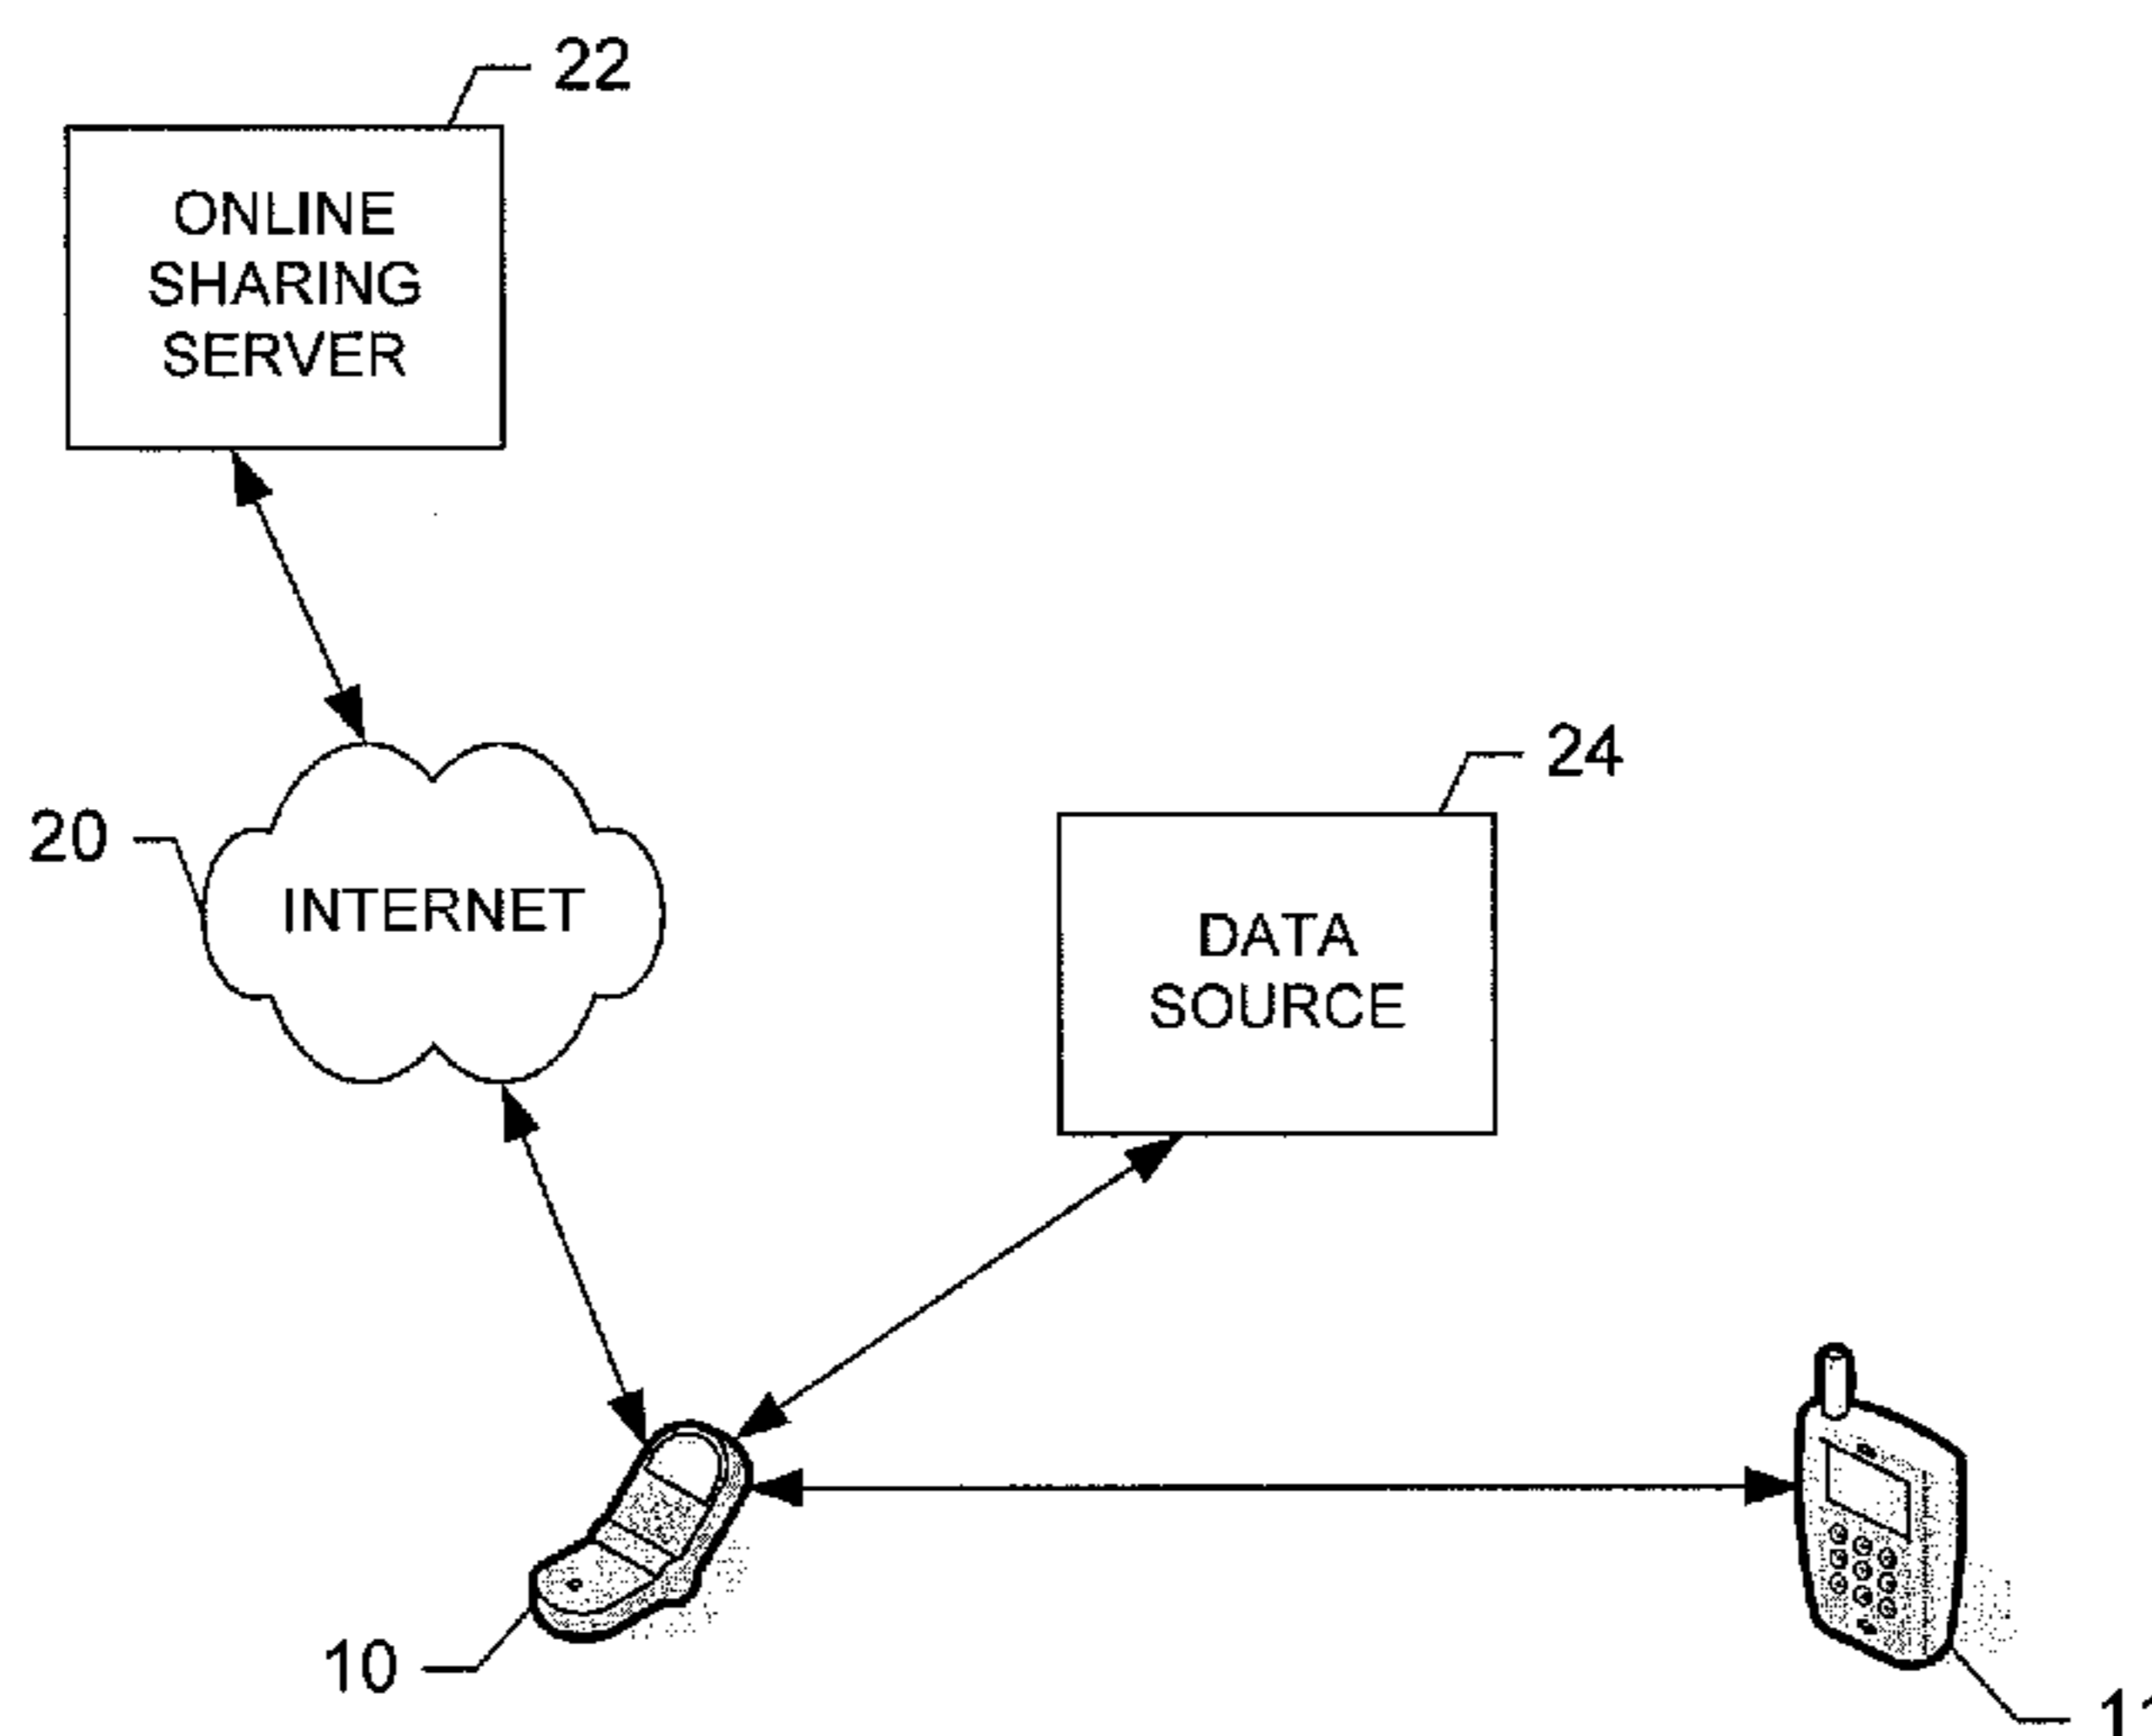 22
ONLINE
SHARING
SERVER
24
20
INTERNET
DATA
SOURCE
10